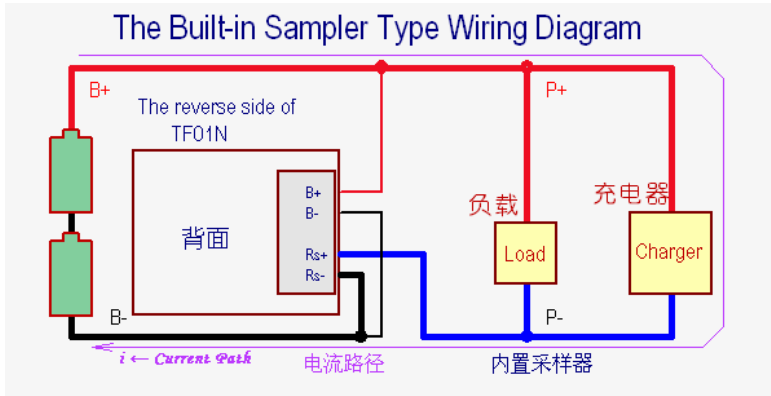 The Built-in Sampler Type Wiring Diagram
B+
P+
The reverse side of
TF01N
B+
B-
背面
Rs+
Rs-
负载
充电器
Load
Charger
B-
P-
i ← Current Path
电流路径
内置采样器